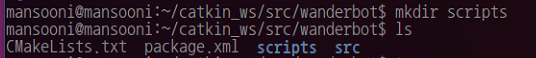 mansooni@mansooni:~/catkin_ws/src/wanderbot$ mkdir scripts
mansooni@mansooni:~/catkin_ws/src/wanderbot$ ls
CMakeLists.txt package.xml scripts src